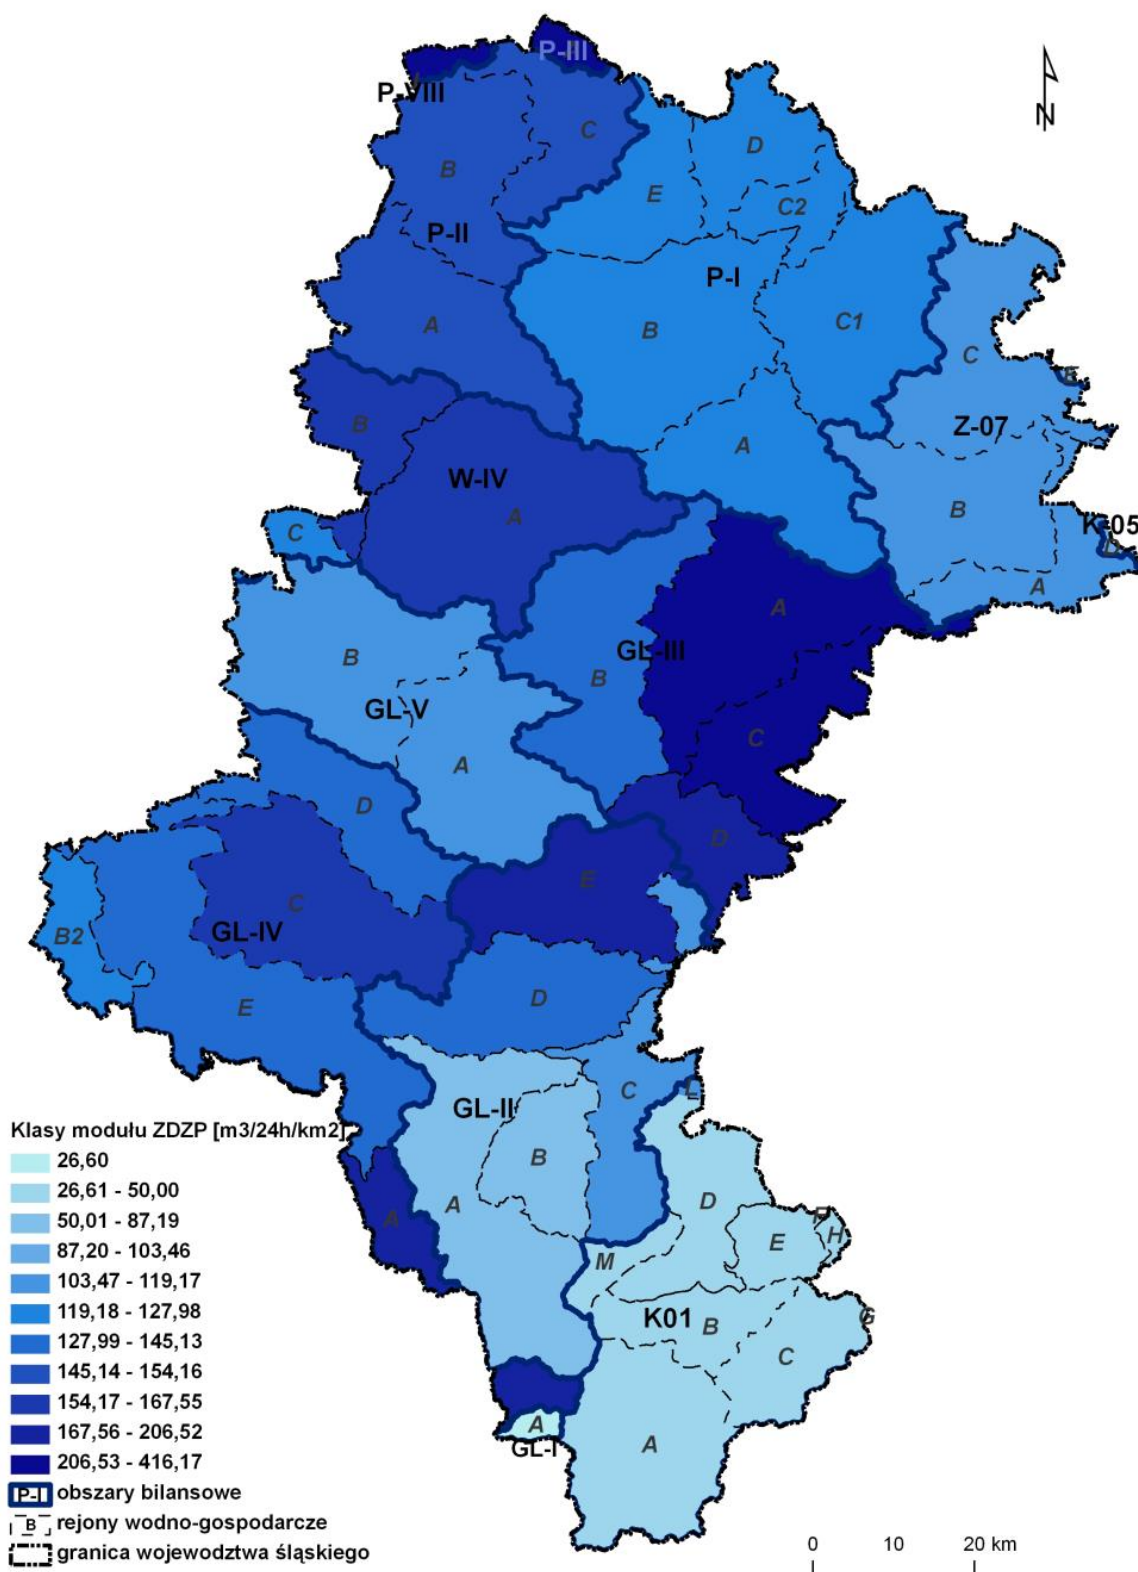 P-III
P-VIII
N
C
D
B
E
C2
P-II
P-I
A
B
C1
C
E
B
Z-07
A
W-IV
A
B
K-05
C
D
A
A
B
GL-III
B
GL-V
C
A
D
D
E
C
GL-IV
B2
D
E
C
L
GL-II
B
D
A
A
E
H
M
K01
B
G
C
A
GL-I
A
Klasy modułu ZDZP [m3/24h/km2]
26,60
26,61 - 50,00
50,01 - 87,19
87,20 - 103,46
103,47 - 119,17
119,18 - 127,98
127,99 - 145,13
145,14 - 154,16
154,17 - 167,55
167,56 - 206,52
206,53 - 416,17
P-I obszary bilansowe
B rejony wodno-gospodarcze
granica wojewodztwa śląskiego
0 10 20 km